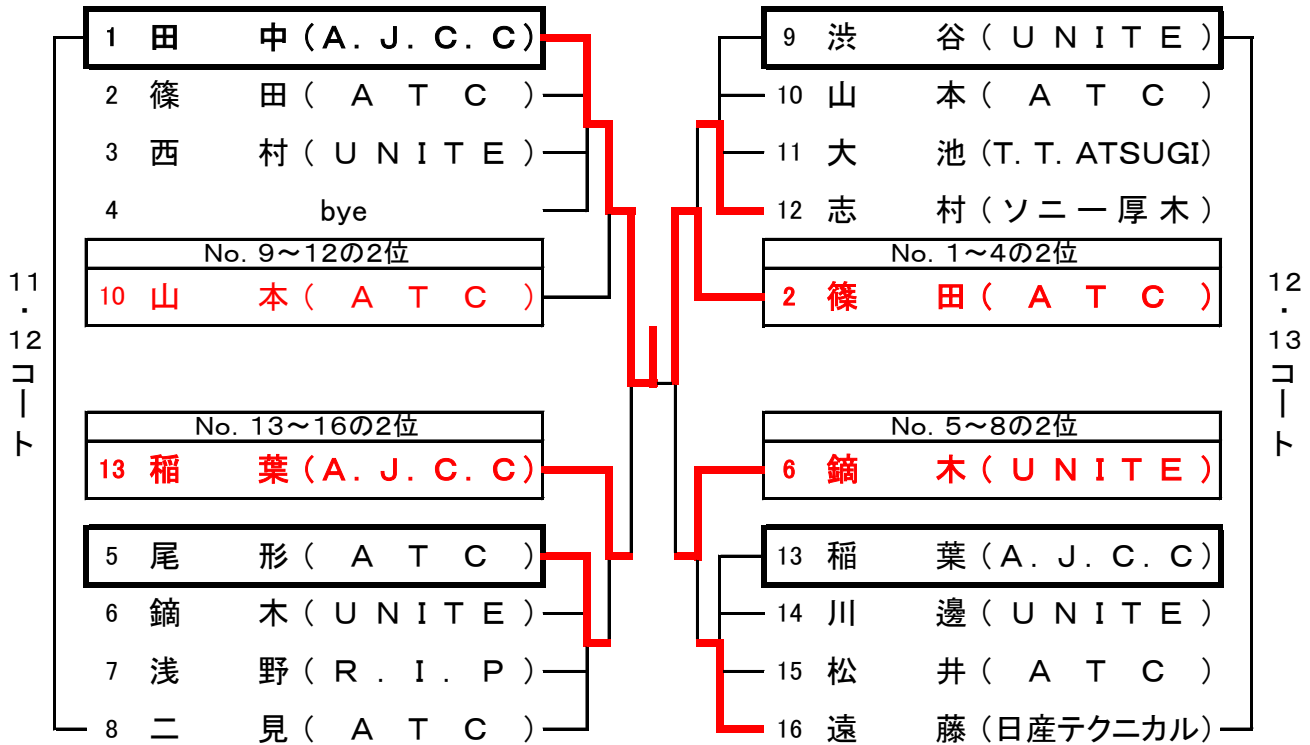 1 田 中 (A. J. C. C)
2 篠 田 ( A T C )
3 西 村 ( U N I T E )
4 bye
No. 9～12の2位
10 山 本 ( A T C )
11・12コート
No. 13～16の2位
13 稲 葉 (A. J. C. C)
5 尾 形 ( A T C )
6 鏑 木 ( U N I T E )
7 浅 野 ( R . I . P )
8 二 見 ( A T C )
9 渋 谷 ( U N I T E )
10 山 本 ( A T C )
11 大 池 (T. T. ATSUGI)
12 志 村 ( ソニー厚木 )
No. 1～4の2位
2 篠 田 ( A T C )
12・13コート
No. 5～8の2位
6 鏑 木 ( U N I T E )
13 稲 葉 ( A . J . C . C )
14 川 邊 ( U N I T E )
15 松 井 ( A T C )
16 遠 藤 (日産テクニカル)